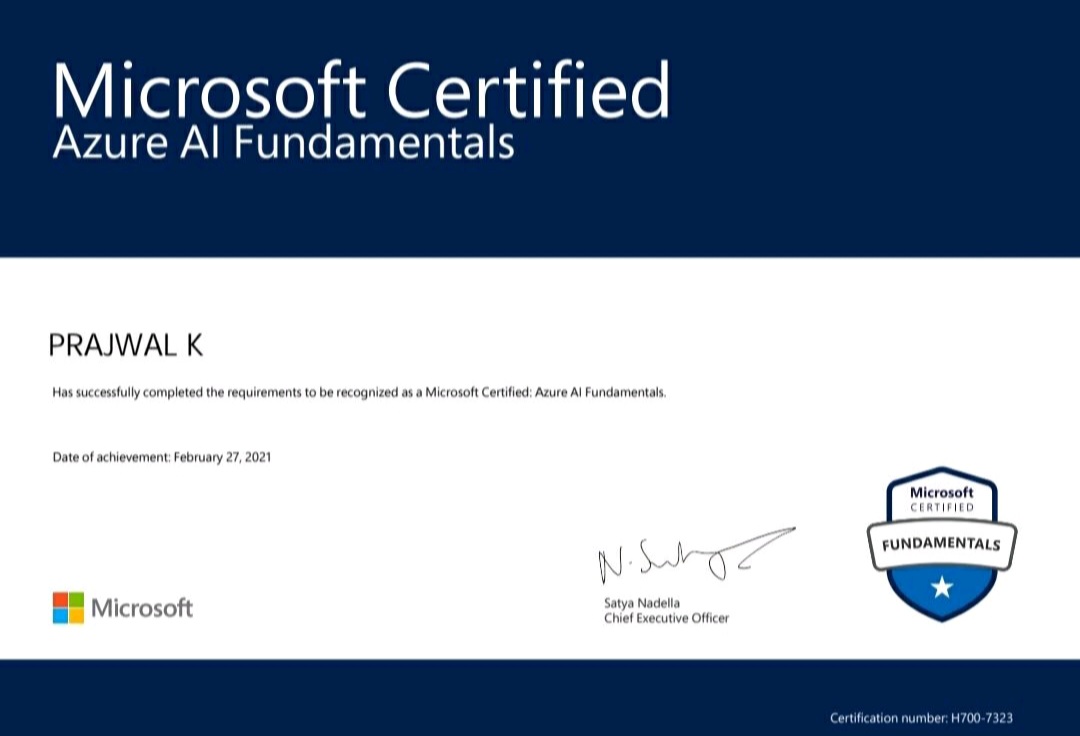 Microsoft Certified
Azure AI Fundamentals
PRAJWAL K
Has successfully completed the requirements to be recognized as a Microsoft Certified: Azure AI Fundamentals.
Date of achievement: February 27, 2021
Microsoft
CERTIFIED
FUNDAMENTALS
N. Satya
Satya Nadella
Chief Executive Officer
Microsoft
Certification number: H700-7323